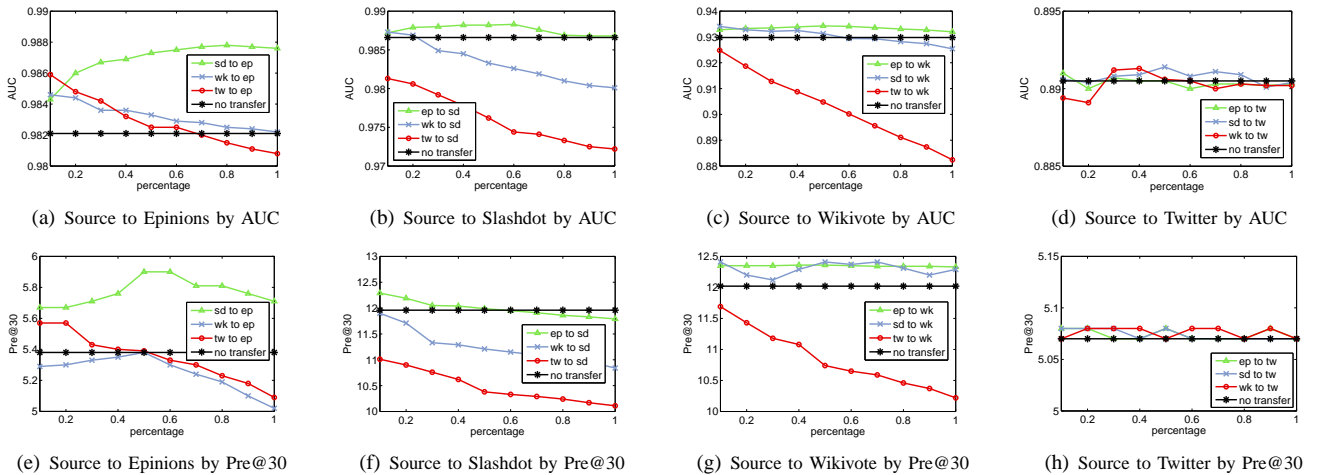 0.99
0.988
0.986
0.984
0.982
0.98
AUC
sd to ep
wk to ep
tw to ep
no transfer
0.2 0.4 0.6 0.8 1
percentage
(a) Source to Epinions by AUC
0.99
0.985
0.98
0.975
0.97
AUC
ep to sd
wk to sd
tw to sd
no transfer
0.2 0.4 0.6 0.8 1
percentage
(b) Source to Slashdot by AUC
0.94
0.93
0.92
0.91
0.9
0.89
0.88
AUC
ep to wk
sd to wk
tw to wk
no transfer
0.2 0.4 0.6 0.8 1
percentage
(c) Source to Wikivote by AUC
0.895
0.89
0.885
AUC
ep to tw
sd to tw
wk to tw
no transfer
0.2 0.4 0.6 0.8 1
percentage
(d) Source to Twitter by AUC
6
5.8
5.6
5.4
5.2
5
Pre@30
sd to ep
wk to ep
tw to ep
no transfer
0.2 0.4 0.6 0.8 1
percentage
(e) Source to Epinions by Pre@30
13
12.5
12
11.5
11
10.5
10
Pre@30
ep to sd
wk to sd
tw to sd
no transfer
0.2 0.4 0.6 0.8 1
percentage
(f) Source to Slashdot by Pre@30
12.5
12
11.5
11
10.5
10
Pre@30
ep to wk
sd to wk
tw to wk
no transfer
0.2 0.4 0.6 0.8 1
percentage
(g) Source to Wikivote by Pre@30
5.15
5.1
5.05
5
Pre@30
ep to tw
sd to tw
wk to tw
no transfer
0.2 0.4 0.6 0.8 1
percentage
(h) Source to Twitter by Pre@30